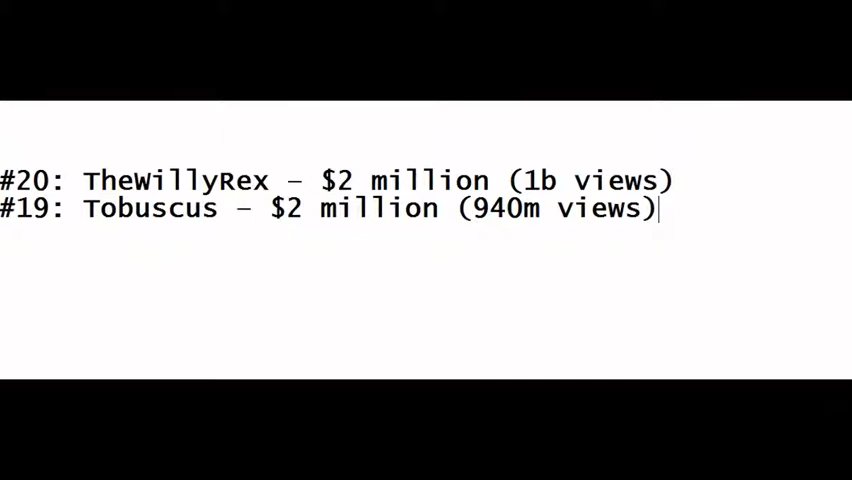 #20: TheWillyRex – $2 million (1b views)
#19: Tobuscus – $2 million (940m views)